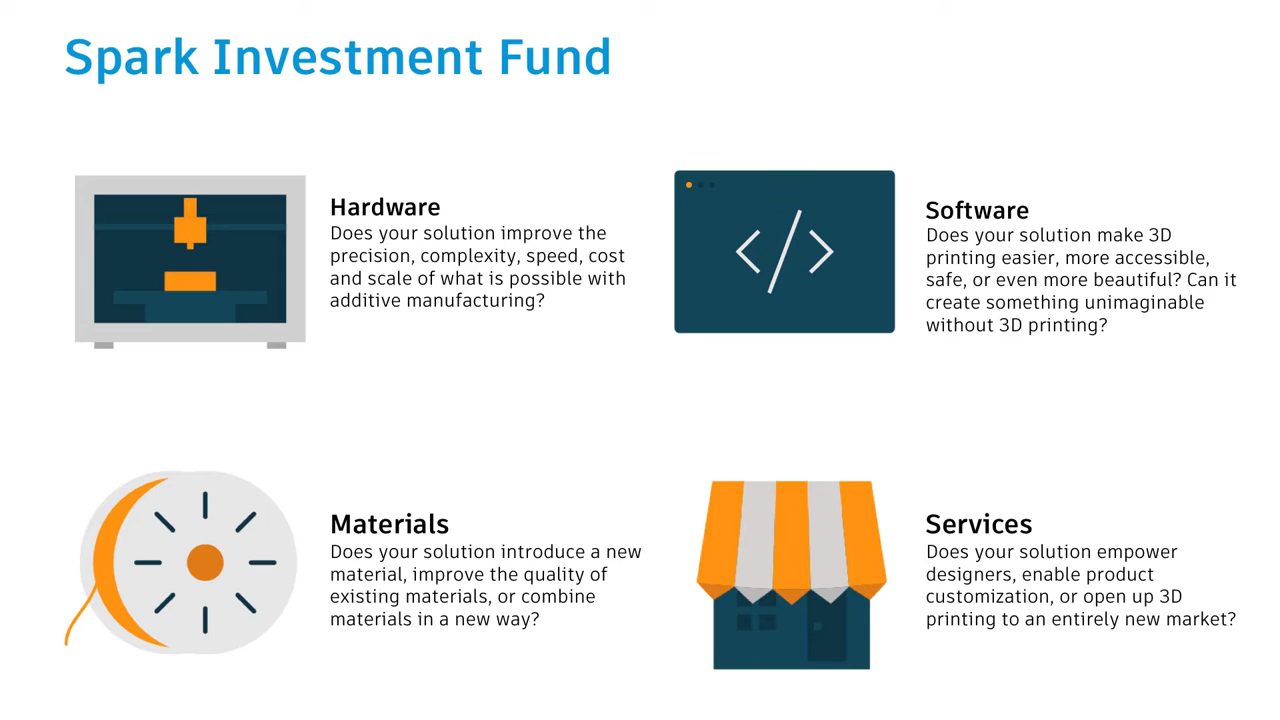 Spark Investment Fund
Hardware
Does your solution improve the
precision, complexity, speed, cost
and scale of what is possible with
additive manufacturing?
Software
Does your solution make 3D
printing easier, more accessible,
safe, or even more beautiful? Can it
create something unimaginable
without 3D printing?
Materials
Does your solution introduce a new
material, improve the quality of
existing materials, or combine
materials in a new way?
Services
Does your solution empower
designers, enable product
customization, or open up 3D
printing to an entirely new market?